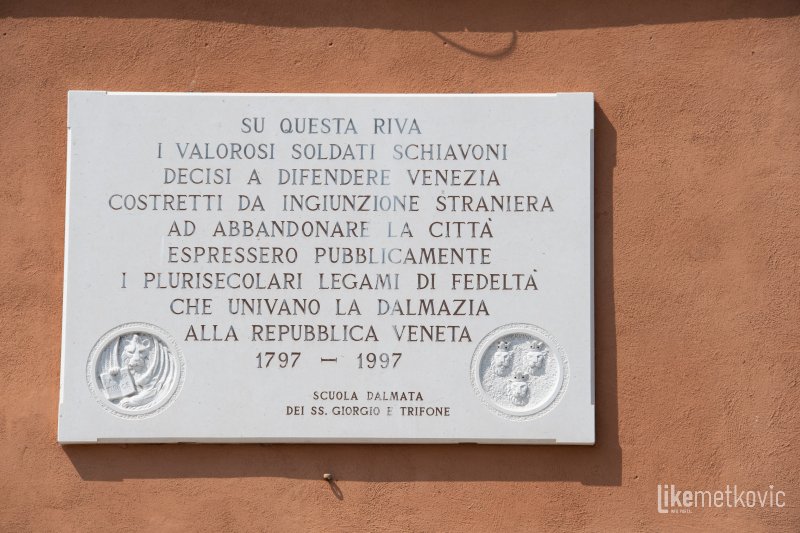 SU QUESTA RIVA
I VALOROSI SOLDATI SCHIAVONI
DECISI A DIFENDERE VENEZIA
COSTRETTI DA INGIUNZIONE STRANIERA
AD ABBANDONARE LA CITTÀ
ESPRESSERO PUBBLICAMENTE
I PLURISECOLARI LEGAMI DI FEDELTÀ
CHE UNIVANO LA DALMAZIA
ALLA REPUBBLICA VENETA
1797 — 1997
SCUOLA DALMATA
DEI SS. GIORGIO E TRIFONE
likemetkovic